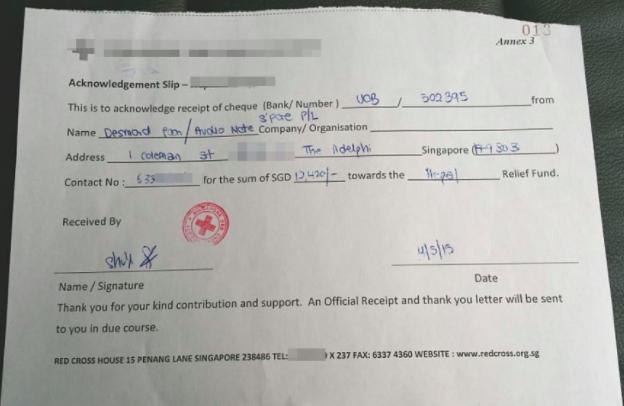 013
Annex 3
Acknowledgement Slip –
This is to acknowledge receipt of cheque (Bank/ Number) UOB / 302395 from
Name Desmond / Audio Note S'pore P/L Company/ Organisation
Address 1 Coleman St The Adelphi Singapore ( )
Contact No : 633 for the sum of SGD 12,420/- towards the Relief Fund.
Received By
Name / Signature
4/5/15
Date
Thank you for your kind contribution and support. An Official Receipt and thank you letter will be sent
to you in due course.
RED CROSS HOUSE 15 PENANG LANE SINGAPORE 238486 TEL: X 237 FAX: 6337 4360 WEBSITE : www.redcross.org.sg